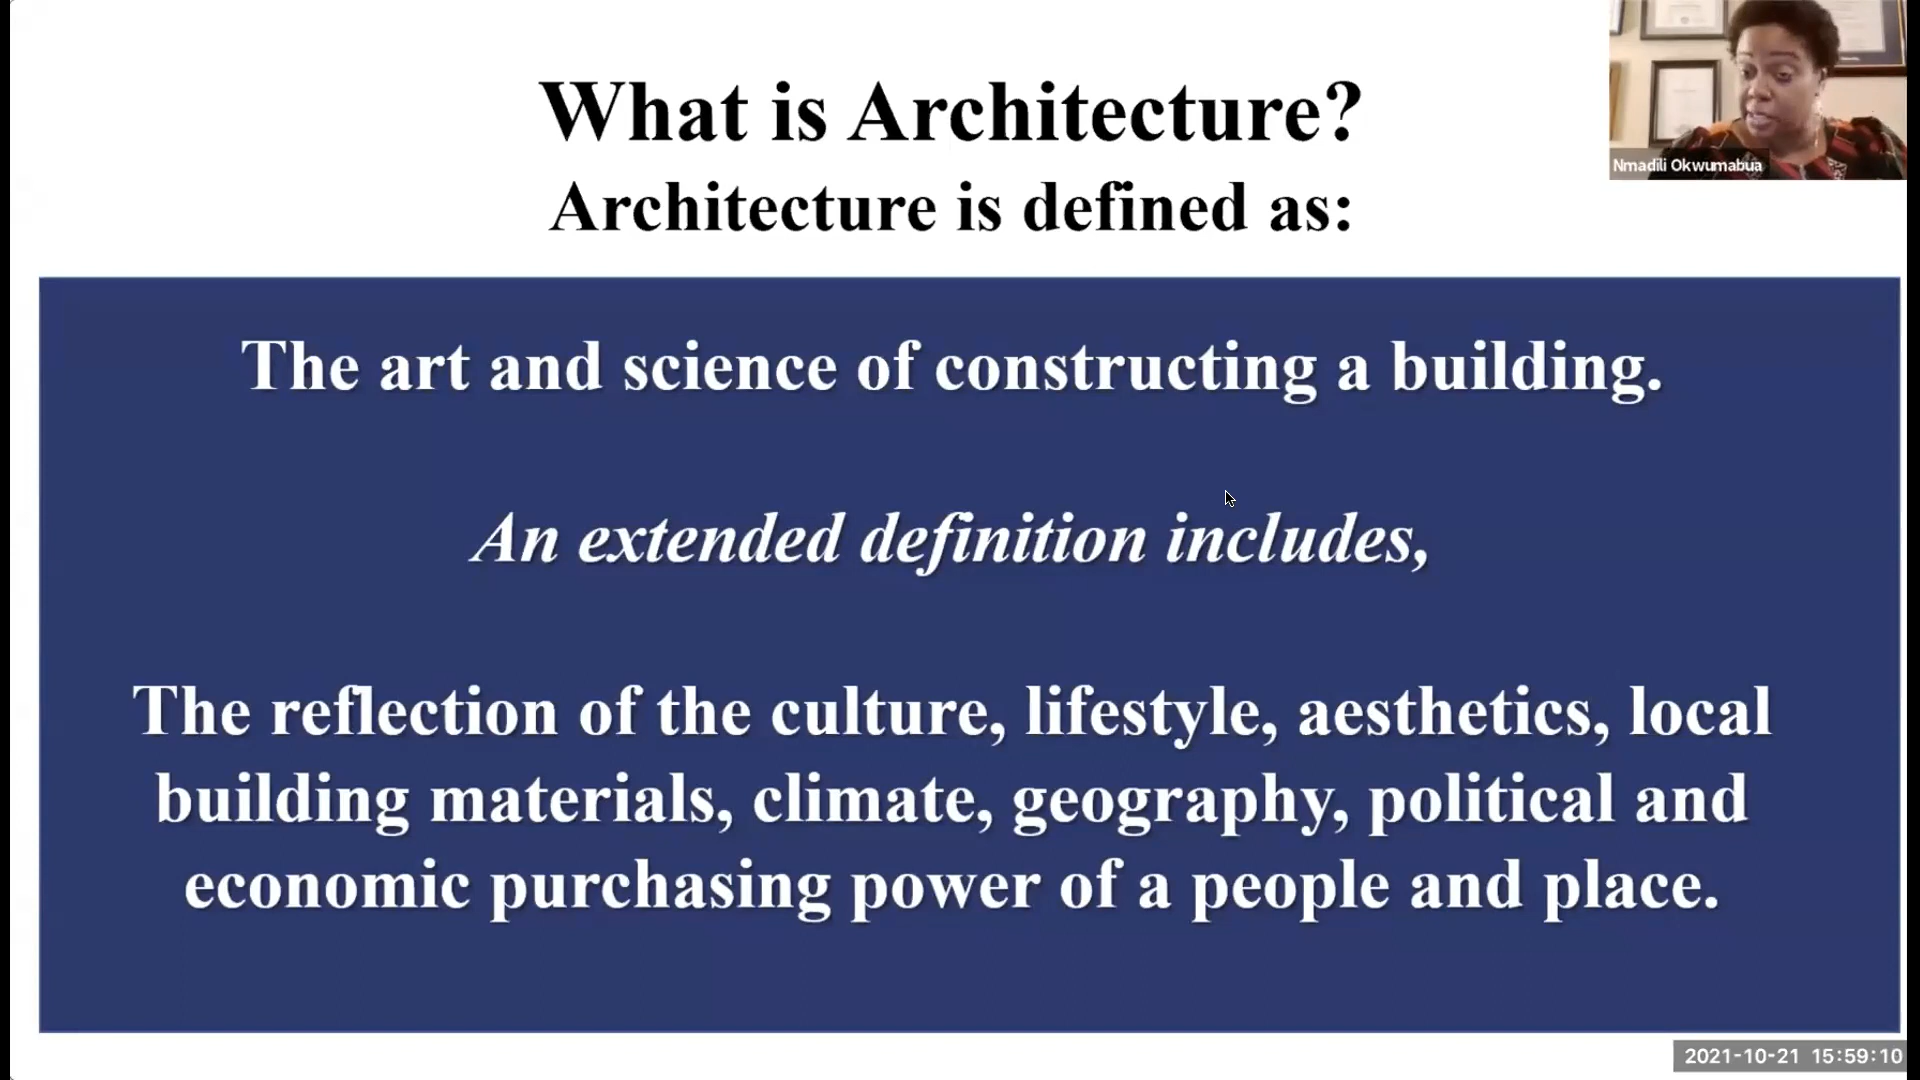 What is Architecture?
Architecture is defined as:
Nmadili Okwumabua
The art and science of constructing a building.
An extended definition includes,
The reflection of the culture, lifestyle, aesthetics, local
building materials, climate, geography, political and
economic purchasing power of a people and place.
2021-10-21 15:59:10